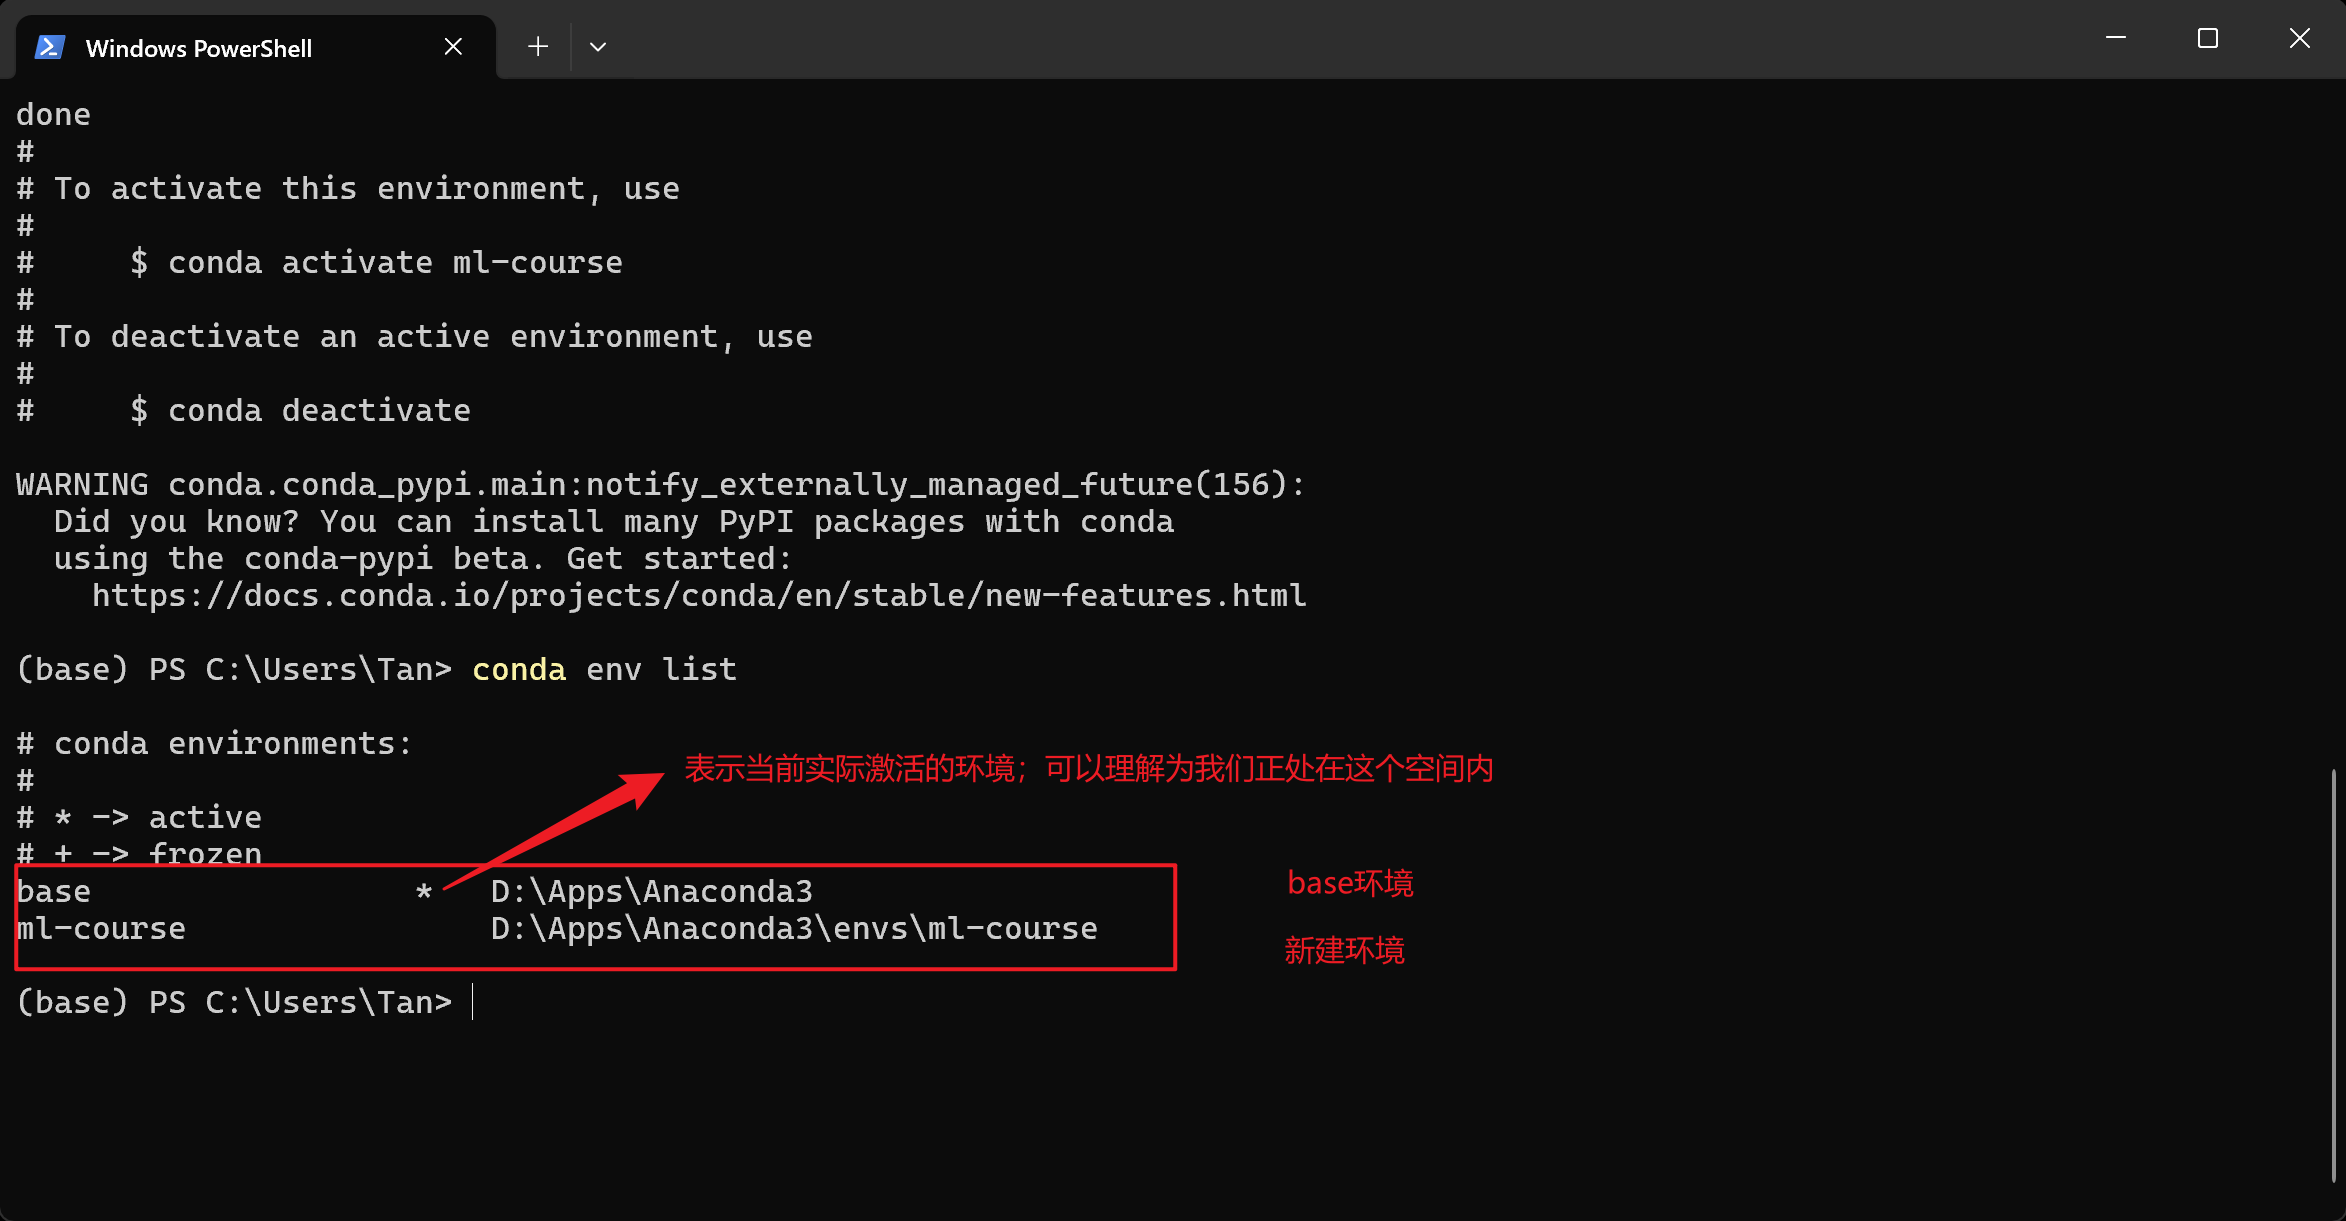 Windows PowerShell
done
#
# To activate this environment, use
#
#     $ conda activate ml-course
#
# To deactivate an active environment, use
#
#     $ conda deactivate
WARNING conda.conda_pypi.main:notify_externally_managed_future(156):
  Did you know? You can install many PyPI packages with conda
  using the conda-pypi beta. Get started:
    https://docs.conda.io/projects/conda/en/stable/new-features.html
(base) PS C:\Users\Tan> conda env list
# conda environments:
表示当前实际激活的环境；可以理解为我们正处在这个空间内
#
# * -> active
# + -> frozen
base                 *   D:\Apps\Anaconda3
base环境
ml-course                D:\Apps\Anaconda3\envs\ml-course
新建环境
(base) PS C:\Users\Tan>